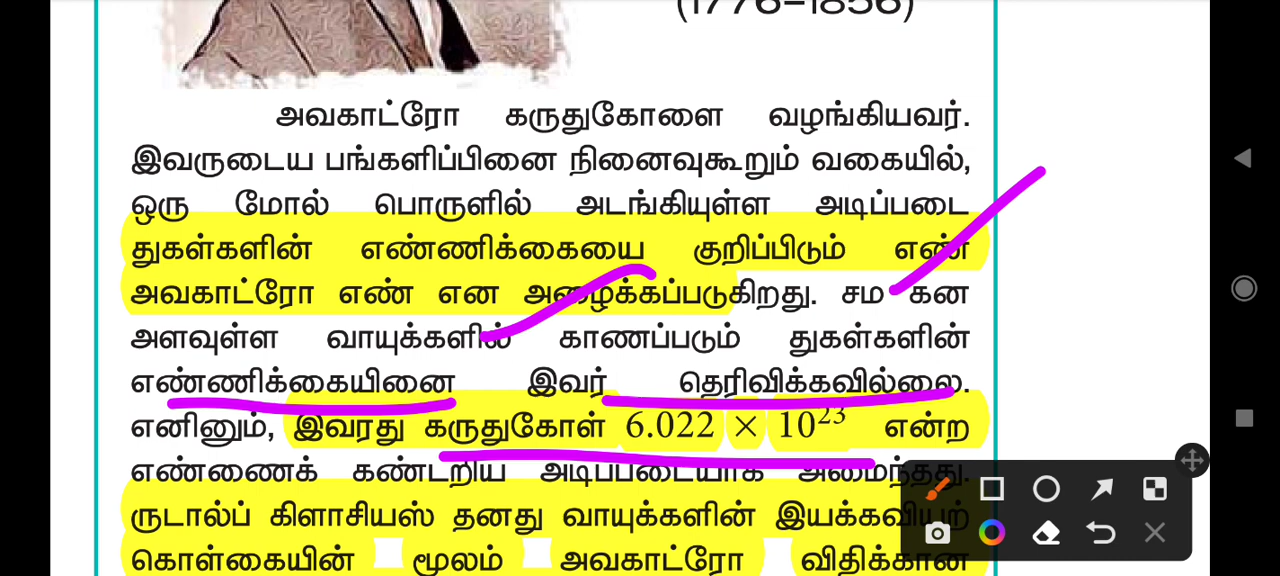 (1776–1856)
அவகாட்ரோ கருதுகோளை வழங்கியவர்.
இவருடைய பங்களிப்பினை நினைவுகூறும் வகையில்,
ஒரு மோல் பொருளில் அடங்கியுள்ள அடிப்படை
துகள்களின் எண்ணிக்கையை குறிப்பிடும் எண்
அவகாட்ரோ எண் என அழைக்கப்படுகிறது. சம கன
அளவுள்ள வாயுக்களில் காணப்படும் துகள்களின்
எண்ணிக்கையினை இவர் தெரிவிக்கவில்லை.
எனினும், இவரது கருதுகோள் 6.022 × 10²³ என்ற
எண்ணைக் கண்டறிய அடிப்படையாக அமைந்தது.
ருடால்ப் கிளாசியஸ் தனது வாயுக்களின் இயக்கவியற்
கொள்கையின் மூலம் அவகாட்ரோ விதிக்கான